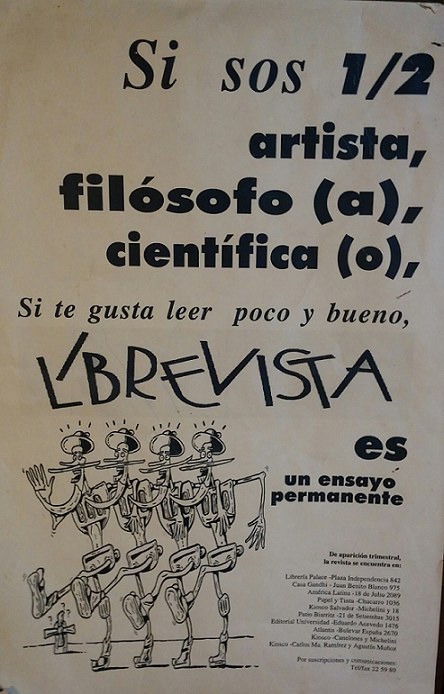 Si sos 1/2
artista,
filósofo (a),
científica (o),
Si te gusta leer poco y bueno,
LIBREVISTA
es
un ensayo
permanente
De aparición trimestral,
la revista se encuentra en:
Librería Palace -Plaza Independencia 842
Casa Gandhi - Juan Benito Blanco 975
Amérfica Latina -18 de Julio 2089
Papel y Tinta -Chucarro 1036
Kiosco Salvador -Michelini y 18
Patio Biarritz -21 de Setiembre 3015
Editorial Universidad -Eduardo Acevedo 1476
Atlantis -Bulevar España 2670
Kiosco -Canelones y Michelini
Kiosco -Carlos Ma. Ramírez y Agustín Muñoz
Por suscripciones y comunicaciones:
Tel/fax 22 59 80